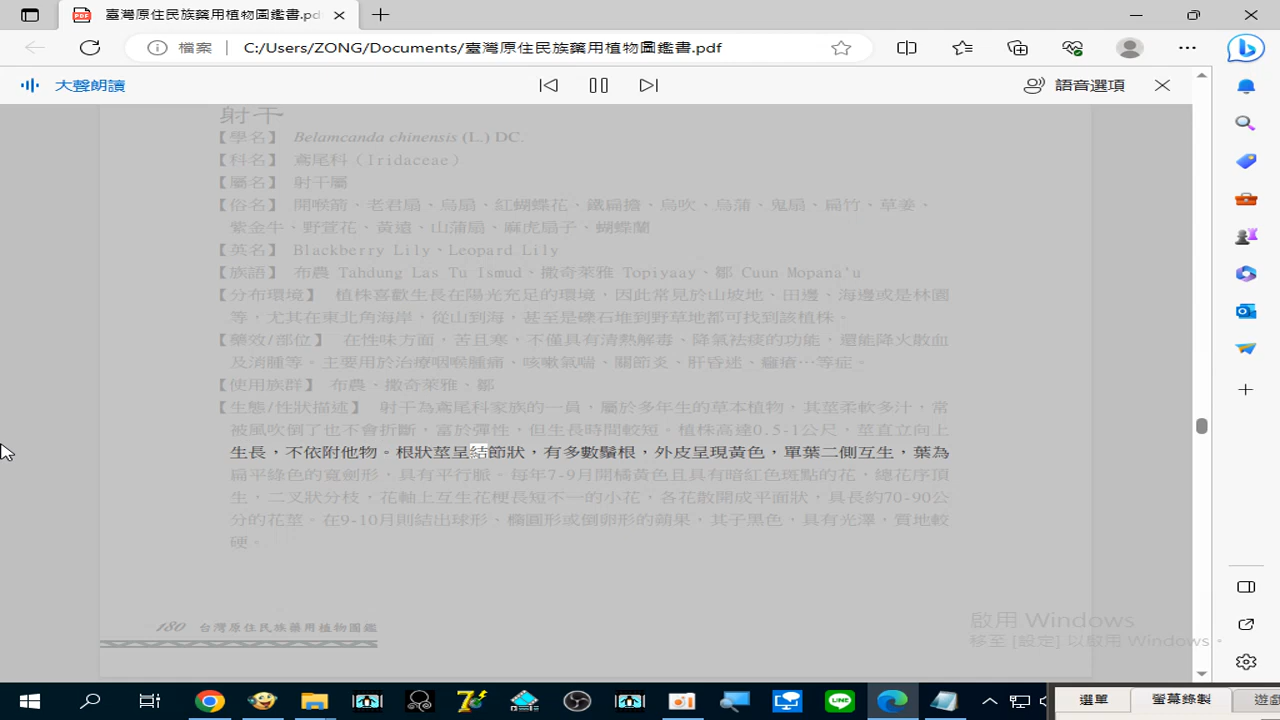 臺灣原住民族藥用植物圖鑑書.pdf
檔案 C:/Users/ZONG/Documents/臺灣原住民族藥用植物圖鑑書.pdf
大聲朗讀
語音選項
射干
【學名】 Belamcanda chinensis (L.) DC.
【科名】 鳶尾科（Iridaceae）
【屬名】 射干屬
【俗名】 開喉箭、老君扇、烏扇、紅蝴蝶花、鐵扁擔、烏吹、烏蒲、鬼扇、扁竹、草姜、
紫金牛、野萱花、黃遠、山蒲扇、麻虎扇子、蝴蝶蘭
【英名】 Blackberry Lily、Leopard Lily
【族語】 布農 Tahdung Las Tu Ismud、撒奇萊雅 Topiyaay、鄒 Cuun Mopana'u
【分布環境】 植株喜歡生長在陽光充足的環境，因此常見於山坡地、田邊、海邊或是林園
等，尤其在東北角海岸、從山到海，甚至是礫石堆到野草地都可找到該植株。
【藥效/部位】 在性味方面，苦且寒，不僅具有清熱解毒、降氣袪痰的功能，還能降火散血
及消腫等。主要用於治療咽喉腫痛、咳嗽氣喘、關節炎、肝昏迷、癰瘡…等症。
【使用族群】 布農、撒奇萊雅、鄒
【生態/性狀描述】 射干為鳶尾科家族的一員，屬於多年生的草本植物，其莖柔軟多汁，常
被風吹倒了也不會折斷，富於彈性，但生長時間較短。植株高達0.5-1公尺，莖直立向上
生長，不依附他物。根狀莖呈結節狀，有多數鬚根，外皮呈現黃色，單葉二側互生，葉為
扁平綠色的寬劍形，具有平行脈。每年7-9月開橘黃色且具有暗紅色斑點的花，總花序頂
生，二叉狀分枝，花軸上互生花梗長短不一的小花，各花敞開成平面狀，具長約70-90公
分的花莖。在9-10月則結出球形、橢圓形或倒卵形的蒴果，其子黑色，具有光澤，質地較
硬。
180 台灣原住民族藥用植物圖鑑
啟用 Windows
移至 [設定] 以啟用 Windows。
選單
螢幕錄製